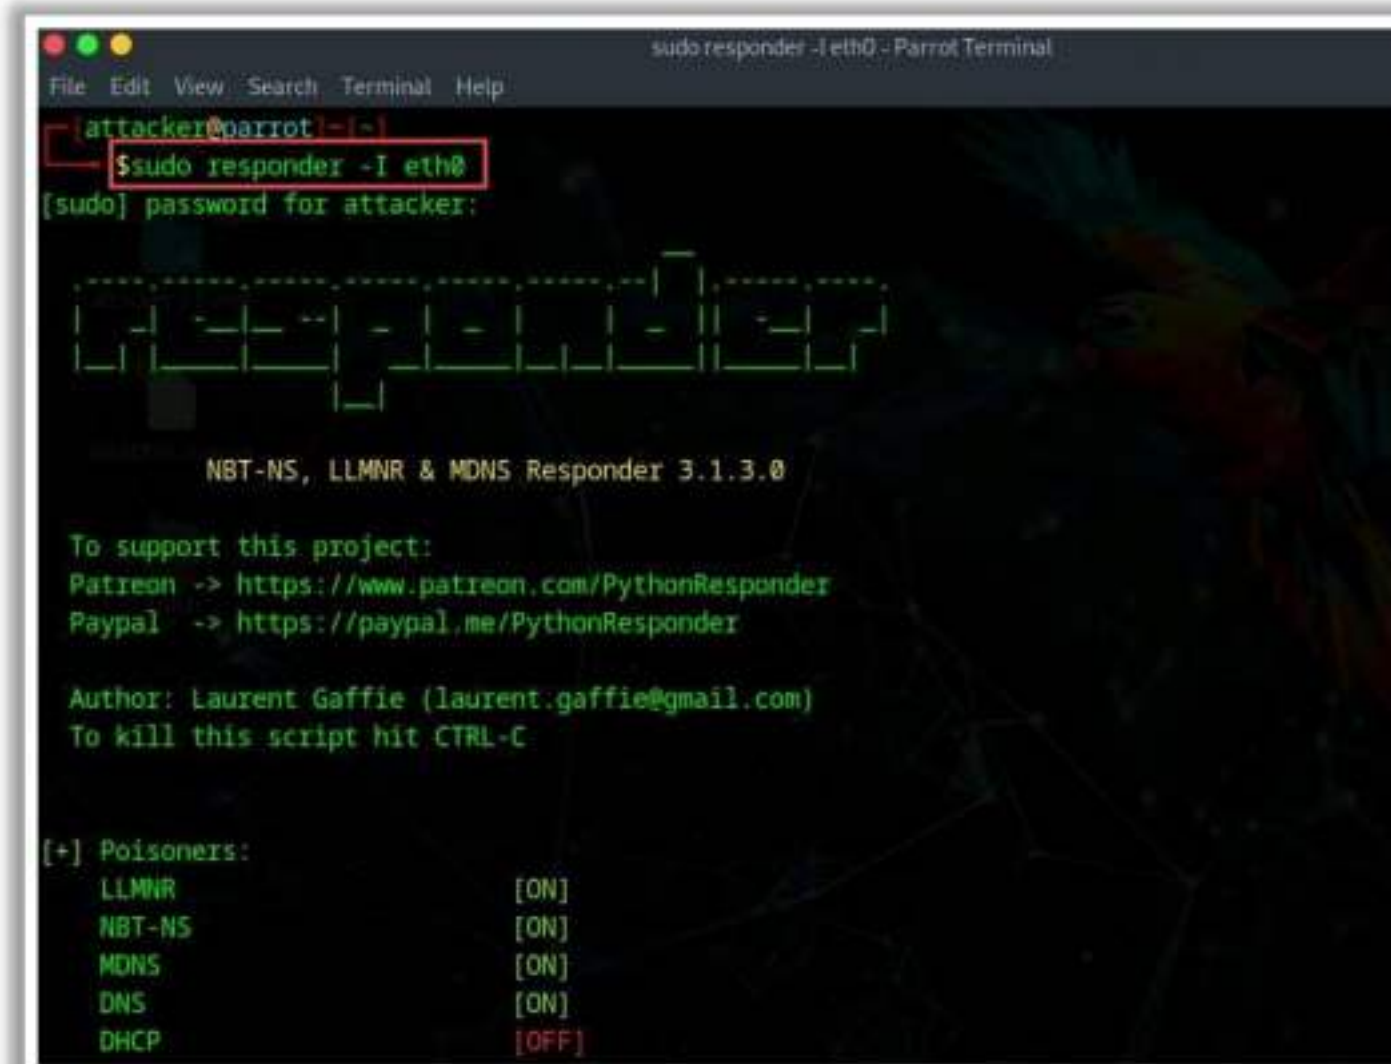 sudo responder -I eth0 - Parrot Terminal
File Edit View Search Terminal Help
[attacker@parrot]-[~]
$sudo responder -I eth0
[sudo] password for attacker:
NBT-NS, LLMNR & MDNS Responder 3.1.3.0
To support this project:
Patreon -> https://www.patreon.com/PythonResponder
Paypal -> https://paypal.me/PythonResponder
Author: Laurent Gaffie (laurent.gaffie@gmail.com)
To kill this script hit CTRL-C
[+] Poisoners:
LLMNR [ON]
NBT-NS [ON]
MDNS [ON]
DNS [ON]
DHCP [OFF]